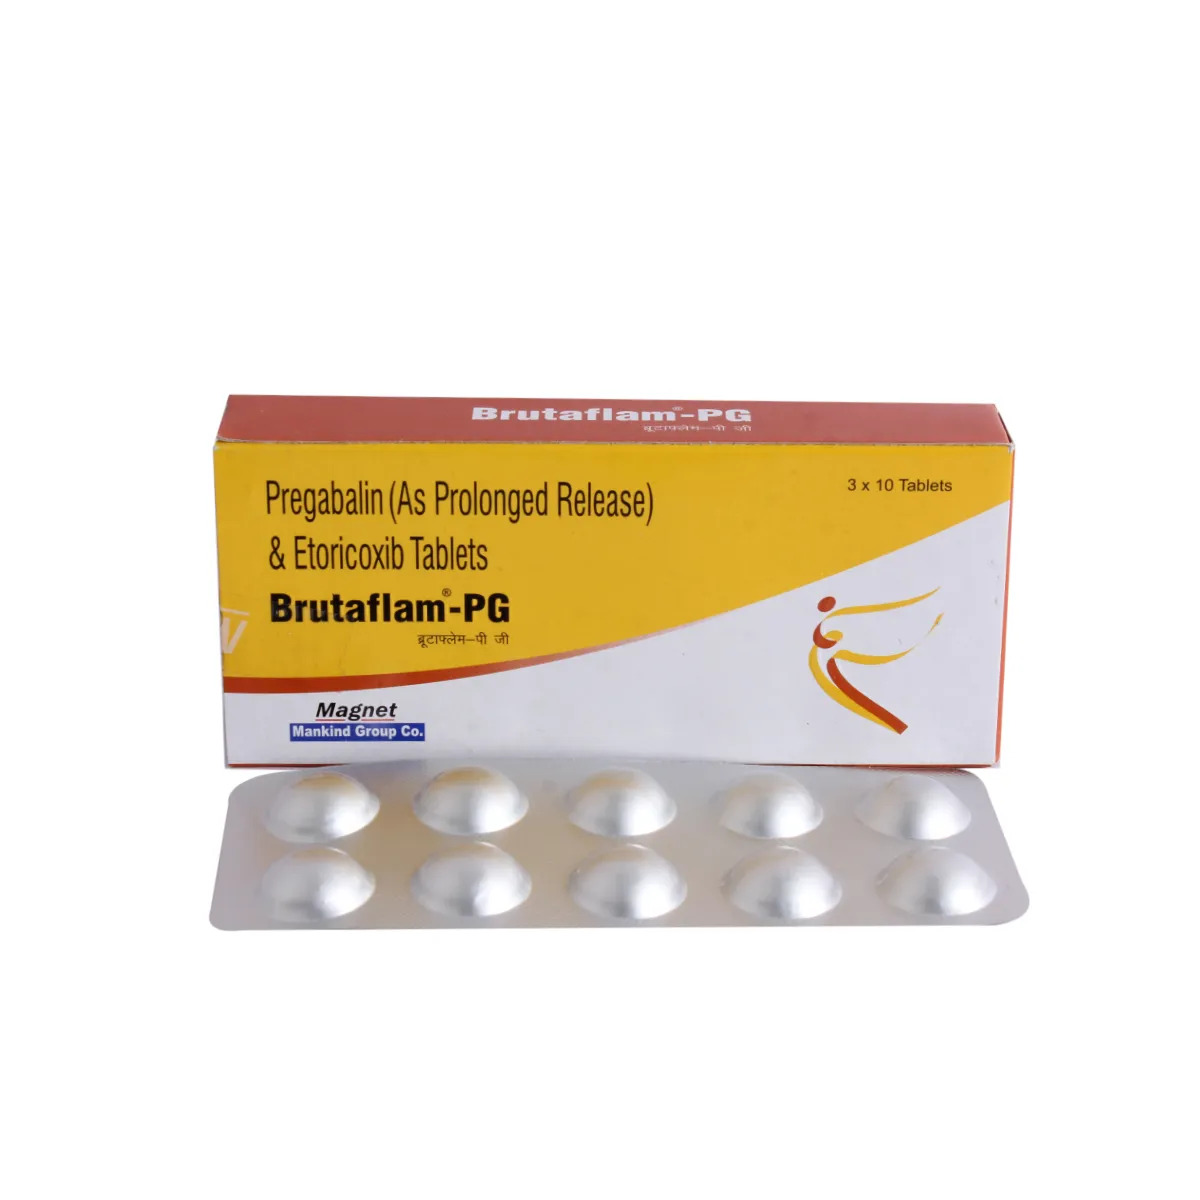 Brutaflam®-PG
ब्रूटाफ्लेम–पी जी
Pregabalin (As Prolonged Release)
& Etoricoxib Tablets
3 x 10 Tablets
Brutaflam®-PG
ब्रूटाफ्लेम–पी जी
Magnet
Mankind Group Co.